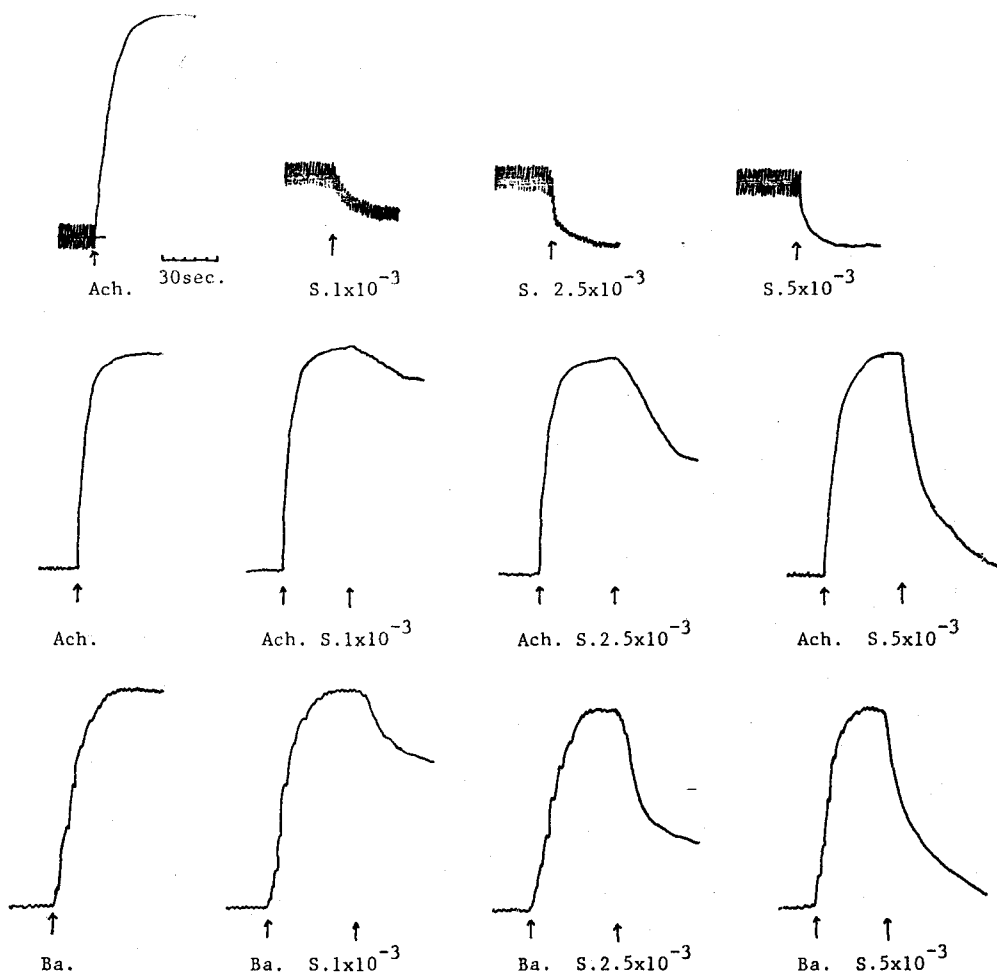 30sec.
Ach. S.1x10⁻³ S. 2.5x10⁻³ S.5x10⁻³
Ach. Ach. S.1x10⁻³ Ach. S.2.5x10⁻³ Ach. S.5x10⁻³
Ba. Ba. S.1x10⁻³ Ba. S.2.5x10⁻³ Ba. S.5x10⁻³